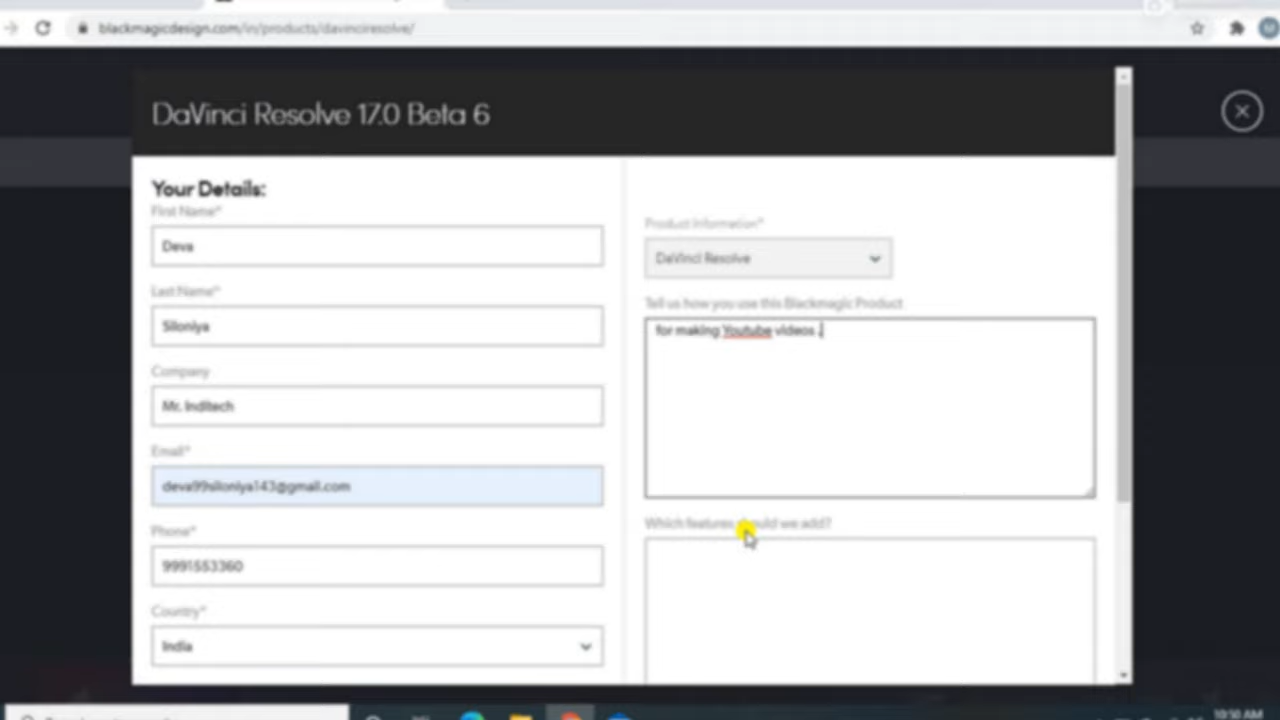 blackmagicdesign.com/in/products/davinciresolve/
DaVinci Resolve 17.0 Beta 6
Your Details:
First Name*
Deva
Last Name*
Siloniya
Company
Mr. Inditech
Email*
deva99siloniya143@gmail.com
Phone*
9991553360
Country*
India
Product Information*
DaVinci Resolve
Tell us how you use this Blackmagic Product
for making Youtube videos .
Which features should we add?
10:30 AM